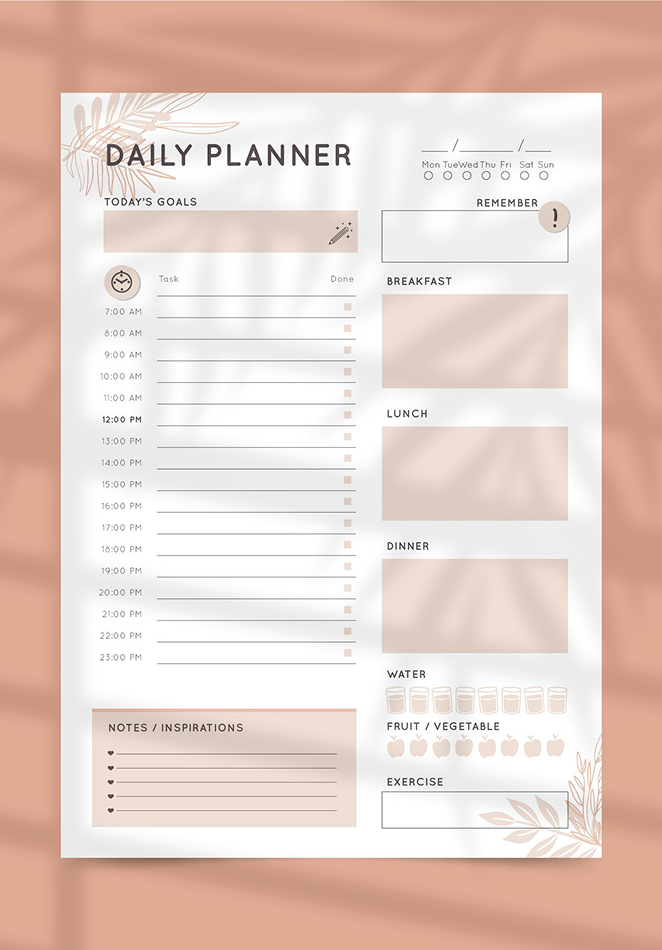 DAILY PLANNER
__ /______ /__
Mon Tue Wed Thu Fri Sat Sun
TODAY'S GOALS
Task Done
7:00 AM
8:00 AM
9:00 AM
10:00 AM
11:00 AM
12:00 PM
13:00 PM
14:00 PM
15:00 PM
16:00 PM
17:00 PM
18:00 PM
19:00 PM
20:00 PM
21:00 PM
22:00 PM
23:00 PM
NOTES / INSPIRATIONS
REMEMBER
!
BREAKFAST
LUNCH
DINNER
WATER
FRUIT / VEGETABLE
EXERCISE